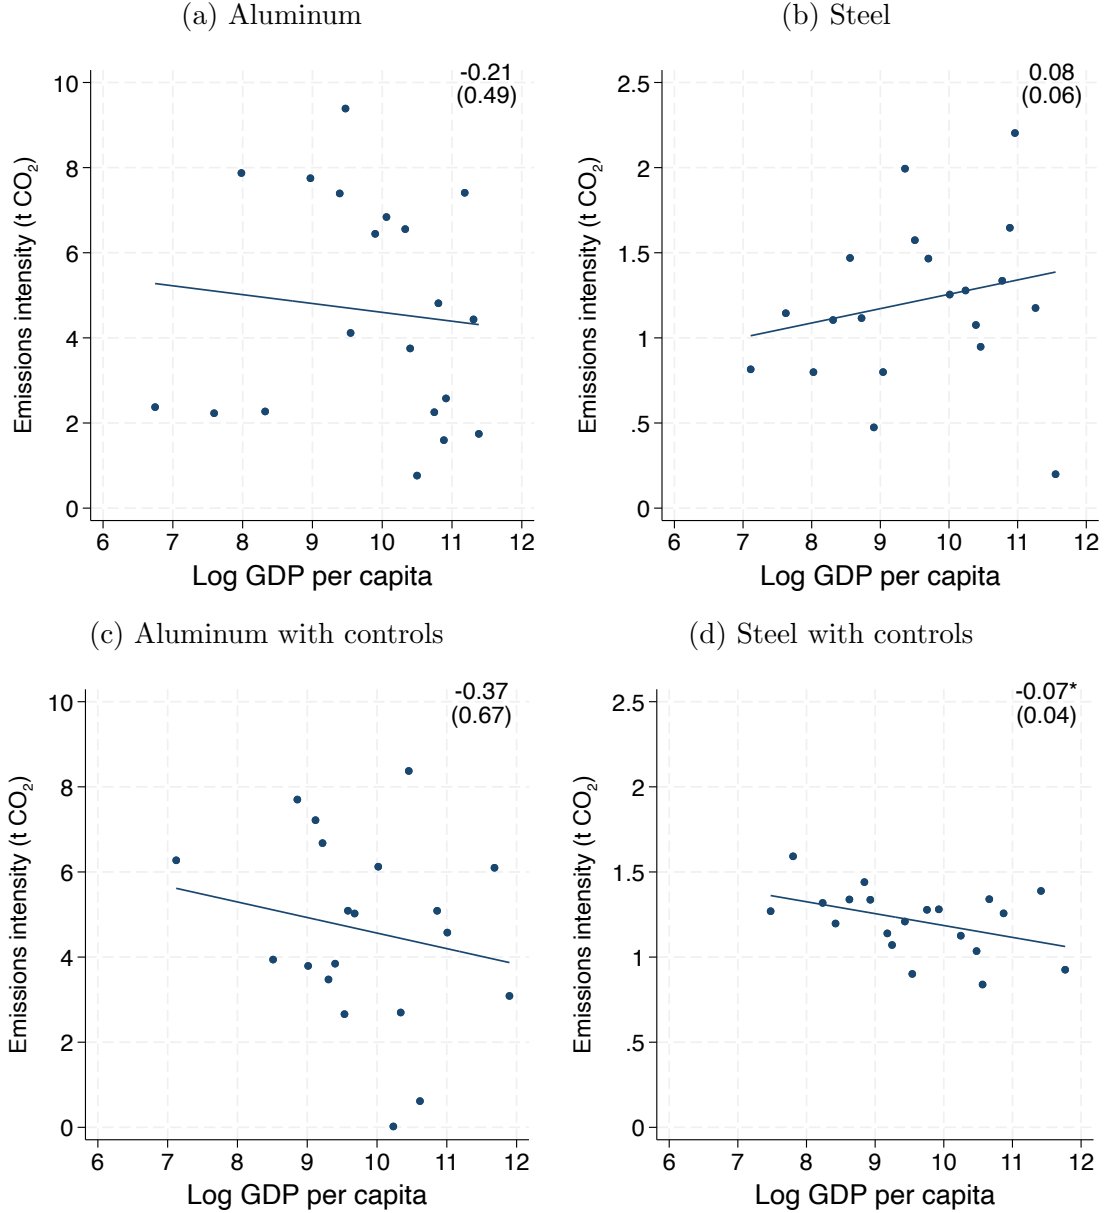 (a) Aluminum
-0.21
(0.49)
Emissions intensity (t CO₂)
10
8
6
4
2
0
6 7 8 9 10 11 12
Log GDP per capita
(b) Steel
0.08
(0.06)
Emissions intensity (t CO₂)
2.5
2
1.5
1
.5
0
6 7 8 9 10 11 12
Log GDP per capita
(c) Aluminum with controls
-0.37
(0.67)
Emissions intensity (t CO₂)
10
8
6
4
2
0
6 7 8 9 10 11 12
Log GDP per capita
(d) Steel with controls
-0.07*
(0.04)
Emissions intensity (t CO₂)
2.5
2
1.5
1
.5
0
6 7 8 9 10 11 12
Log GDP per capita